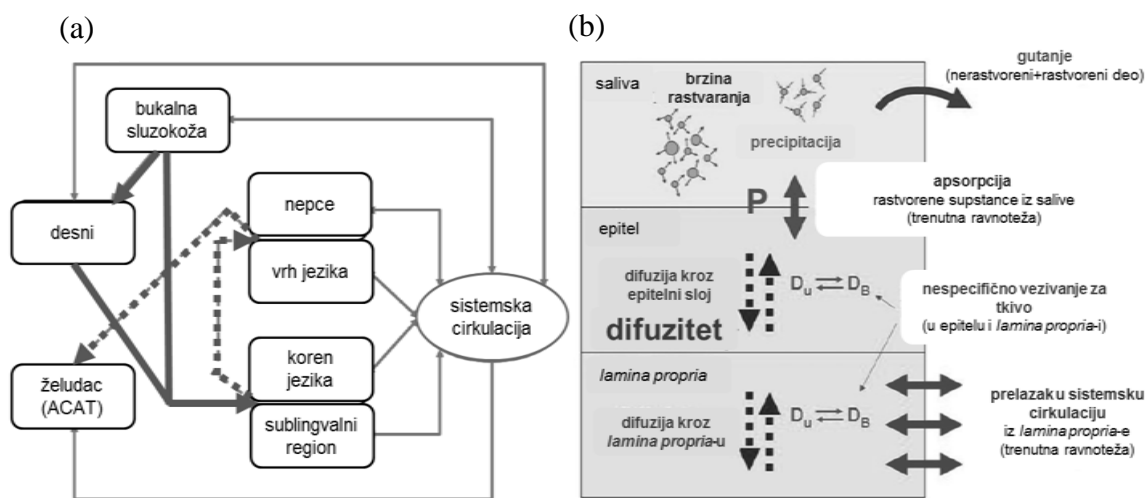 (a)
bukalna
sluzokoža
desni
nepce
vrh jezika
sistemska
cirkulacija
koren
jezika
sublingvalni
region
želudac
(ACAT)
(b)
saliva
brzina
rastvaranja
precipitacija
gutanje
(nerastvoreni+rastvoreni deo)
P
apsorpcija
rastvorene supstance iz salive
(trenutna ravnoteža)
epitel
difuzija kroz
epitelni sloj
difuzitet
Du DB
nespecifično vezivanje za
tkivo
(u epitelu i lamina propria-i)
lamina propria
difuzija kroz
lamina propria-u
Du DB
prelazak u sistemsku
cirkulaciju
iz lamina propria-e
(trenutna ravnoteža)